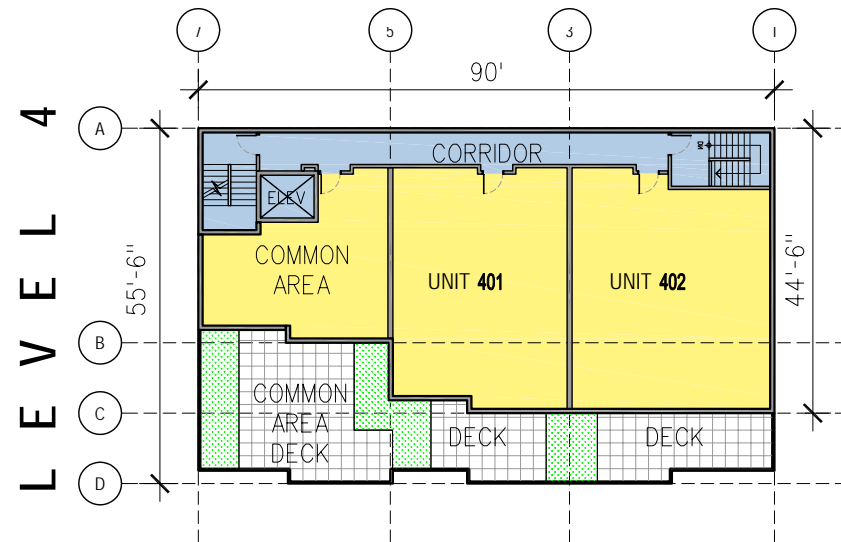 7
5
3
1
90'
A
CORRIDOR
DN
ELEV
COMMON
AREA
UNIT 401
UNIT 402
55'-6"
44'-6"
LEVEL 4
B
COMMON
AREA
DECK
C
DECK
DECK
D